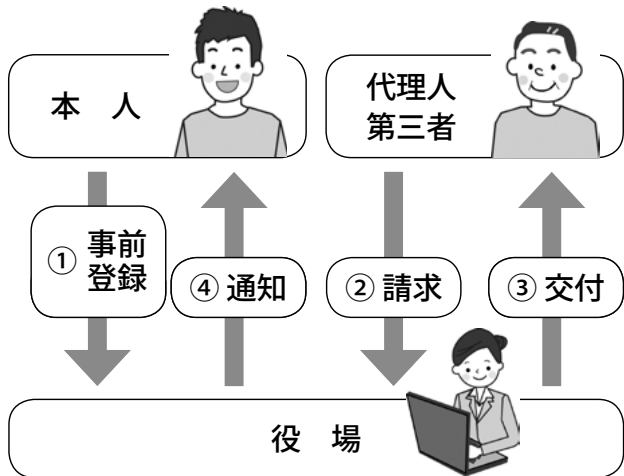 本人
代理人
第三者
① 事前
登録
④ 通知
② 請求
③ 交付
役場